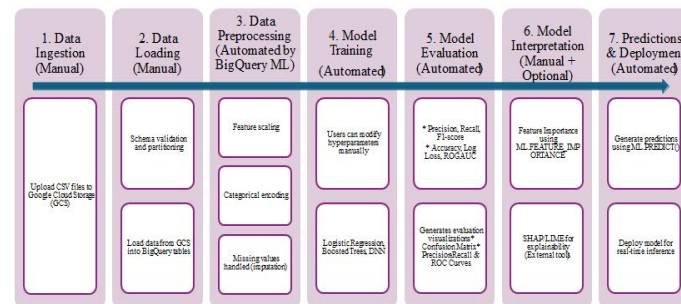 1. Data
Ingestion
(Manual)
Upload CSV files to
Google Cloud Storage
(GCS)
2. Data
Loading
(Manual)
Schema validation
and partitioning
Load data from GCS
into BigQuery tables
3. Data
Preprocessing
(Automated by
BigQuery ML)
Feature scaling
Categorical encoding
Missing values
handled (imputation)
4. Model
Training
(Automated)
Users can modify
hyperparameters
manually
Logistic Regression,
Boosted Trees, DNN
5. Model
Evaluation
(Automated)
* Precision, Recall,
F1-score
* Accuracy, Log
Loss, ROCAUC
Generates evaluation
visualizations*
Confusion Matrix*
PrecisionRecall &
ROC Curves
6. Model
Interpretation
(Manual +
Optional)
Feature Importance
using
ML.FEATURE_IMP
ORTANCE
SHAP/LIME for
explainability
(External tools)
7. Predictions
& Deployment
(Automated)
Generate predictions
using ML.PREDICT()
Deploy model for
real-time inference